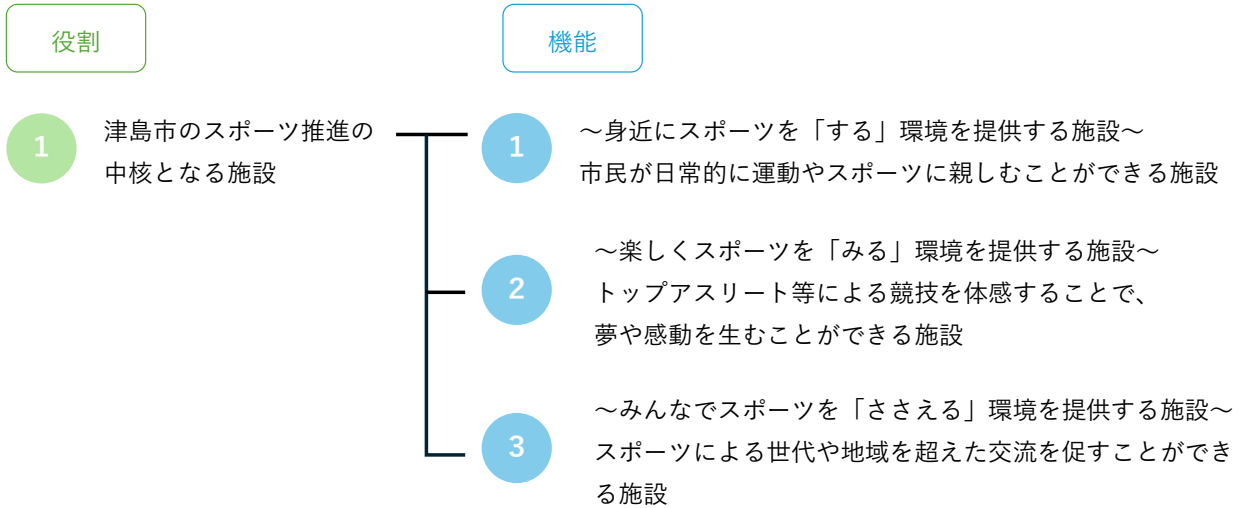 役割
機能
1
津島市のスポーツ推進の
中核となる施設
1
～身近にスポーツを「する」環境を提供する施設～
市民が日常的に運動やスポーツに親しむことができる施設
2
～楽しくスポーツを「みる」環境を提供する施設～
トップアスリート等による競技を体感することで、
夢や感動を生むことができる施設
3
～みんなでスポーツを「ささえる」環境を提供する施設～
スポーツによる世代や地域を超えた交流を促すことができ
る施設